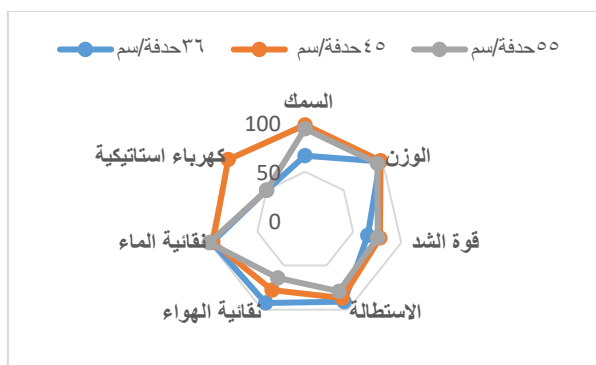 ٣٦حدفة/سم ٤٥حدفة/سم ٥٥حدفة/سم
السمك
الوزن
قوة الشد
الاستطالة
نفائية الهواء
نفائية الماء
كهرباء استاتيكية
100
50
0